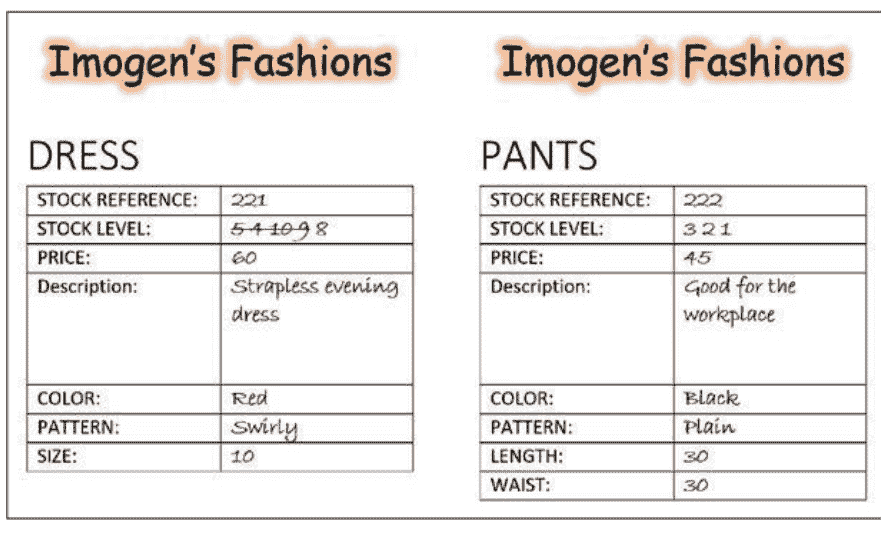 Imogen's Fashions
DRESS
STOCK REFERENCE: 221
STOCK LEVEL: 5 4 10 9 8
PRICE: 60
Description: Strapless evening
dress
COLOR: Red
PATTERN: Swirly
SIZE: 10
Imogen's Fashions
PANTS
STOCK REFERENCE: 222
STOCK LEVEL: 3 2 1
PRICE: 45
Description: Good for the
workplace
COLOR: Black
PATTERN: Plain
LENGTH: 30
WAIST: 30